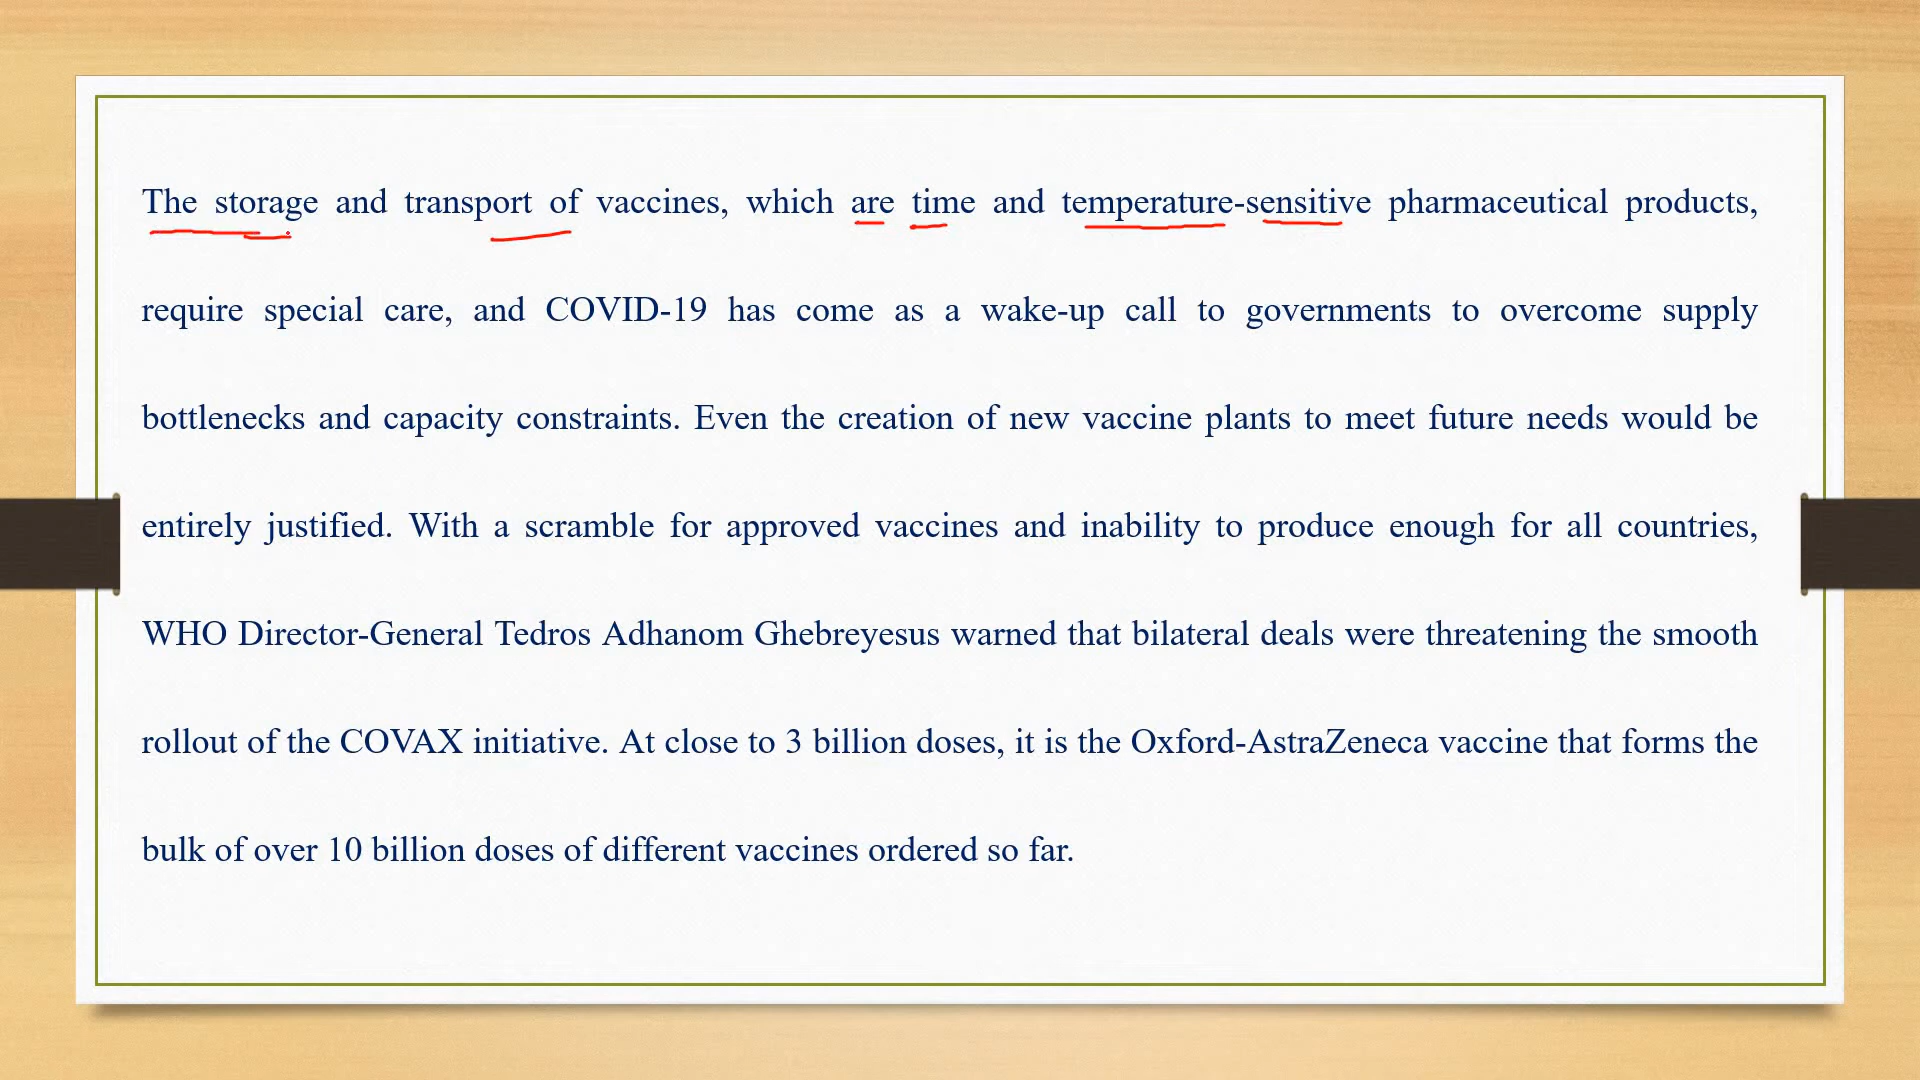 The storage and transport of vaccines, which are time and temperature-sensitive pharmaceutical products,
require special care, and COVID-19 has come as a wake-up call to governments to overcome supply
bottlenecks and capacity constraints. Even the creation of new vaccine plants to meet future needs would be
entirely justified. With a scramble for approved vaccines and inability to produce enough for all countries,
WHO Director-General Tedros Adhanom Ghebreyesus warned that bilateral deals were threatening the smooth
rollout of the COVAX initiative. At close to 3 billion doses, it is the Oxford-AstraZeneca vaccine that forms the
bulk of over 10 billion doses of different vaccines ordered so far.